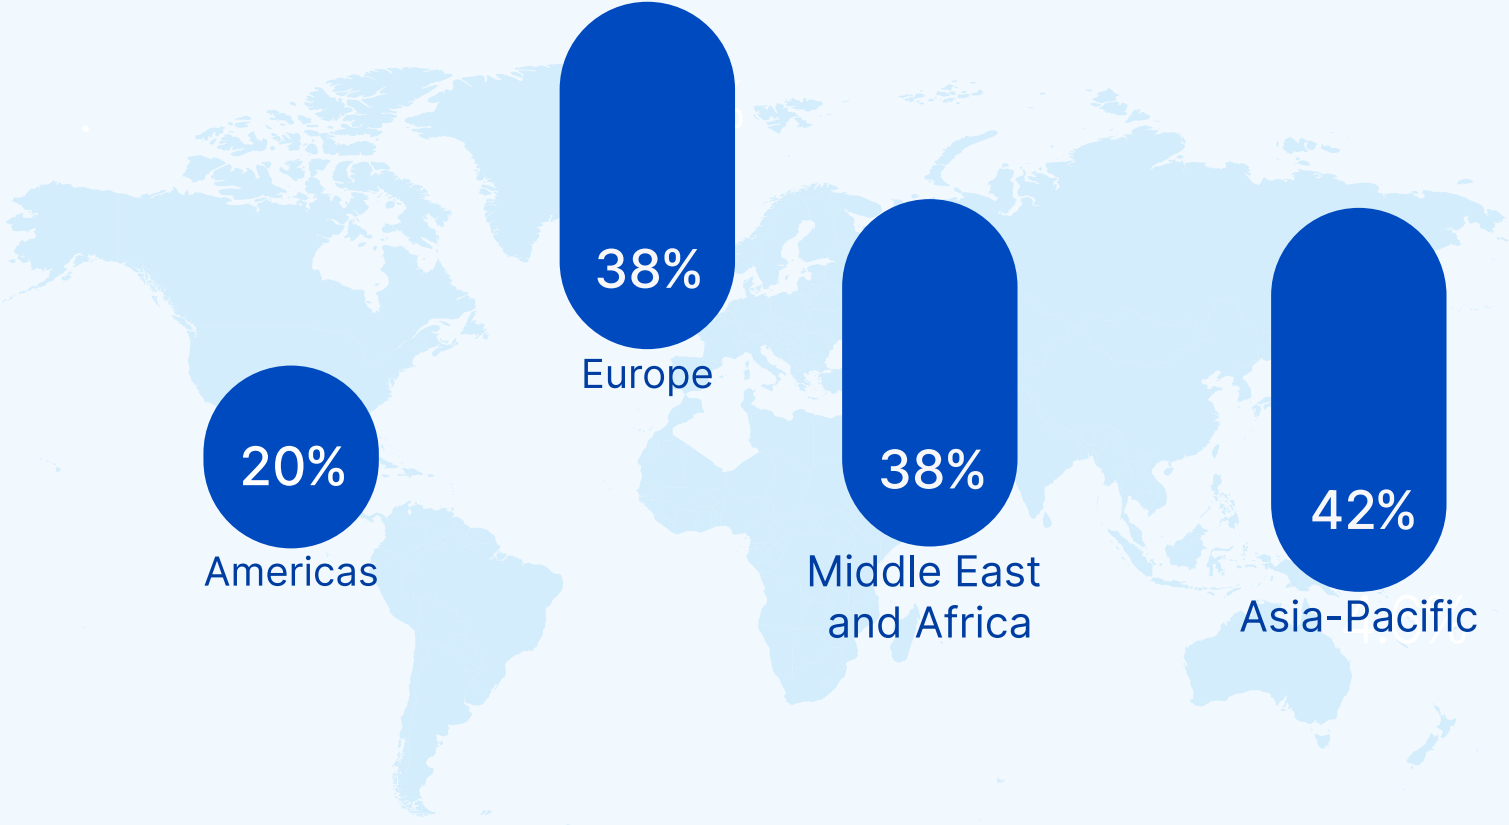 38%
Europe
20%
Americas
38%
Middle East
and Africa
42%
Asia-Pacific